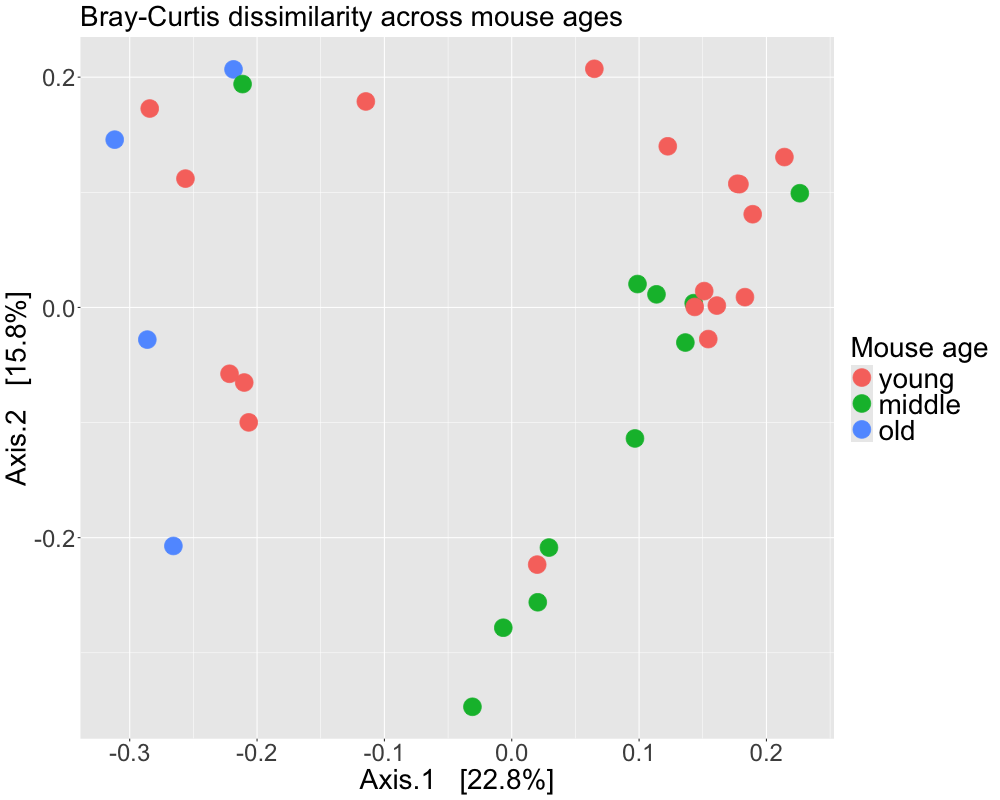 Bray-Curtis dissimilarity across mouse ages
0.2
0.0
-0.2
Axis.2 [15.8%]
-0.3 -0.2 -0.1 0.0 0.1 0.2
Axis.1 [22.8%]
Mouse age
young
middle
old